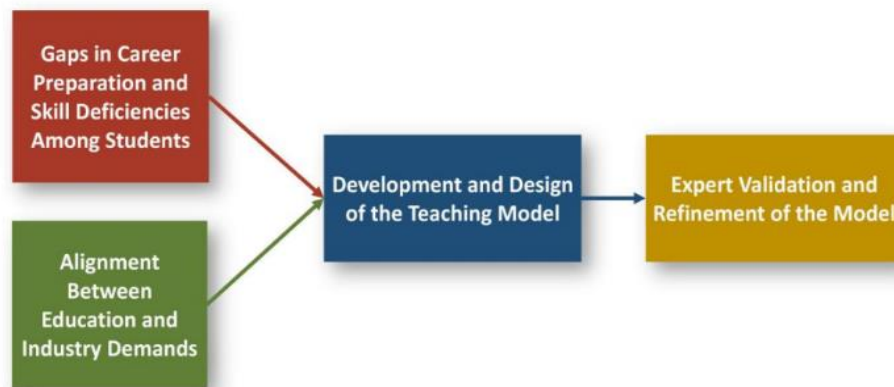 Gaps in Career
Preparation and
Skill Deficiencies
Among Students
Alignment
Between
Education and
Industry Demands
Development and Design
of the Teaching Model
Expert Validation and
Refinement of the Model